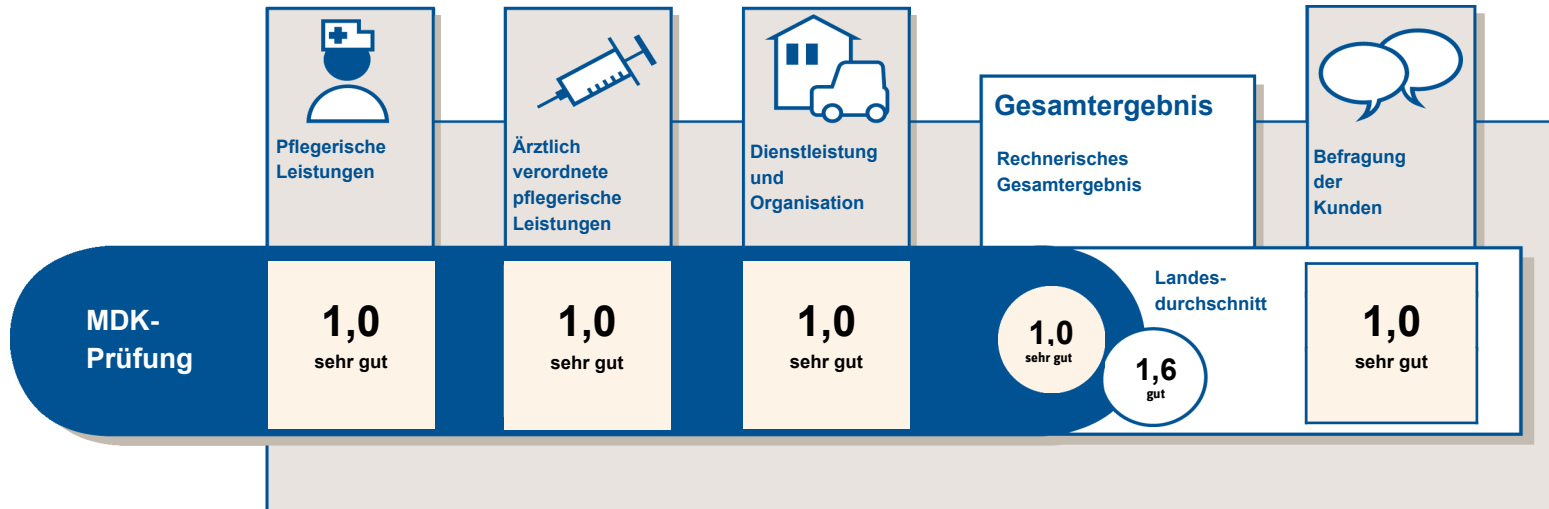 Pflegerische
Leistungen
Ärztlich
verordnete
pflegerische
Leistungen
Dienstleistung
und
Organisation
Gesamtergebnis
Rechnerisches
Gesamtergebnis
Befragung
der
Kunden
MDK-
Prüfung
1,0
sehr gut
1,0
sehr gut
1,0
sehr gut
1,0
sehr gut
Landes-
durchschnitt
1,6
gut
1,0
sehr gut